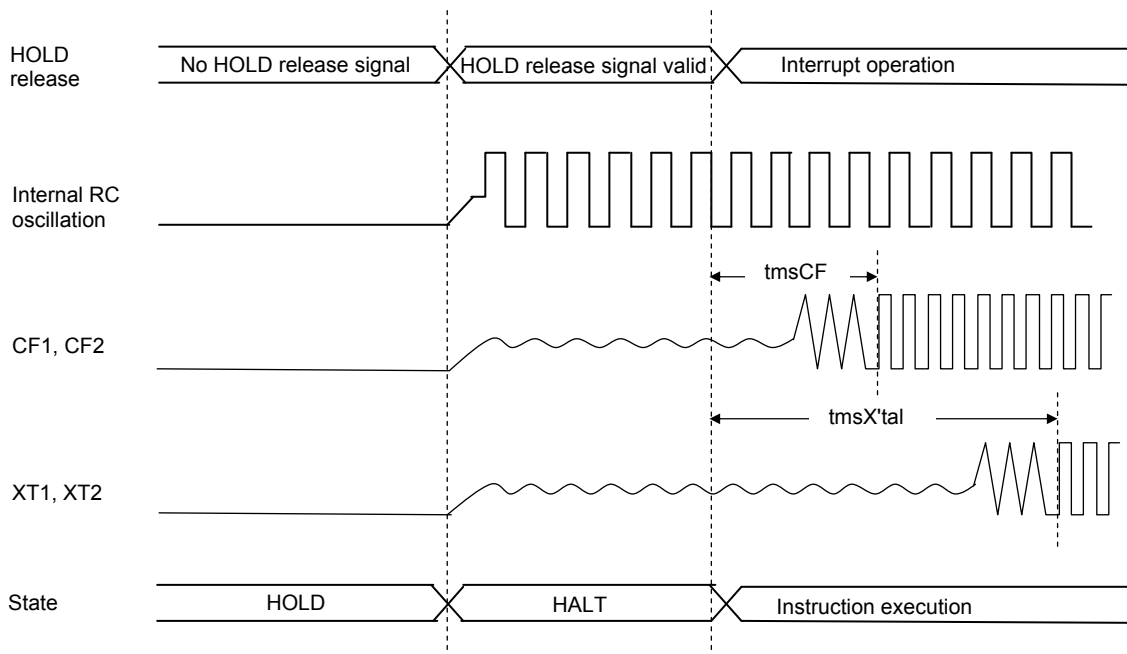 HOLD
release
No HOLD release signal
HOLD release signal valid
Interrupt operation
Internal RC
oscillation
tmsCF
CF1, CF2
tmsX'tal
XT1, XT2
State
HOLD
HALT
Instruction execution